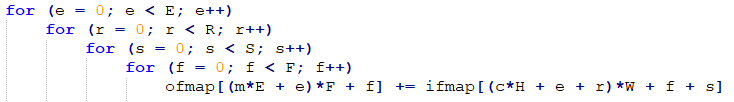 for (e = 0; e < E; e++)
for (r = 0; r < R; r++)
for (s = 0; s < S; s++)
for (f = 0; f < F; f++)
ofmap[(m*E + e)*F + f] += ifmap[(c*H + e + r)*W + f + s]